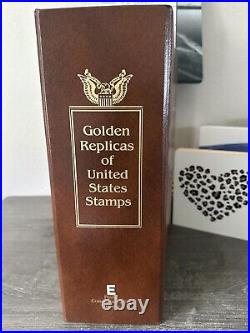 Golden
Replicas
of
United
States
Stamps
E